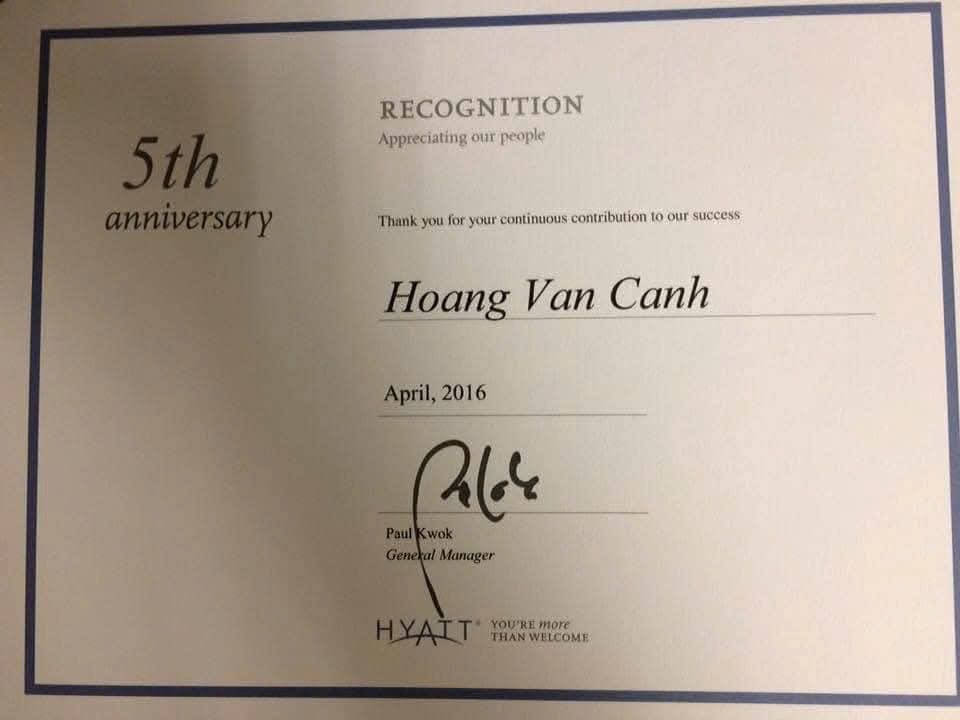 5th
anniversary
RECOGNITION
Appreciating our people
Thank you for your continuous contribution to our success
Hoang Van Canh
April, 2016
Paul Kwok
General Manager
HYATT® YOU'RE more
THAN WELCOME